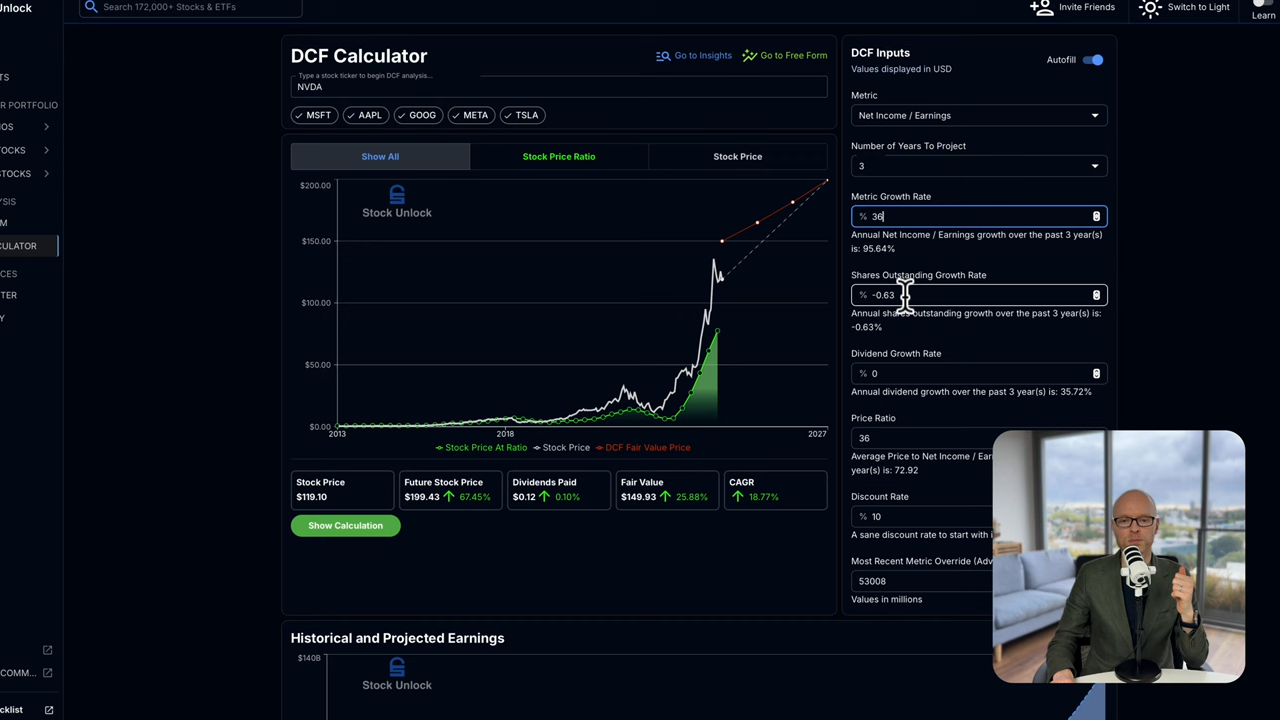 Unlock
Search 172,000+ Stocks & ETFs
Invite Friends
Switch to Light
Learn
TS
R PORTFOLIO
IOS
TOCKS
STOCKS
YSIS
M
CULATOR
CES
TER
Y
COMM...
cklist
DCF Calculator
Go to Insights
Go to Free Form
Type a stock ticker to begin DCF analysis...
NVDA
MSFT
AAPL
GOOG
META
TSLA
Show All
Stock Price Ratio
Stock Price
$200.00
$150.00
$100.00
$50.00
$0.00
Stock Unlock
2013
2018
2027
Stock Price At Ratio
Stock Price
DCF Fair Value Price
Stock Price
$119.10
Future Stock Price
$199.43 67.45%
Dividends Paid
$0.12 0.10%
Fair Value
$149.93 25.88%
CAGR
18.77%
Show Calculation
Historical and Projected Earnings
$140B
Stock Unlock
DCF Inputs
Values displayed in USD
Autofill
Metric
Net Income / Earnings
Number of Years To Project
3
Metric Growth Rate
% 36
Annual Net Income / Earnings growth over the past 3 year(s)
is: 95.64%
Shares Outstanding Growth Rate
% -0.63
Annual shares outstanding growth over the past 3 year(s) is:
-0.63%
Dividend Growth Rate
% 0
Annual dividend growth over the past 3 year(s) is: 35.72%
Price Ratio
36
Average Price to Net Income / Earn
year(s) is: 72.92
Discount Rate
% 10
A sane discount rate to start with i
Most Recent Metric Override (Adv
53008
Values in millions